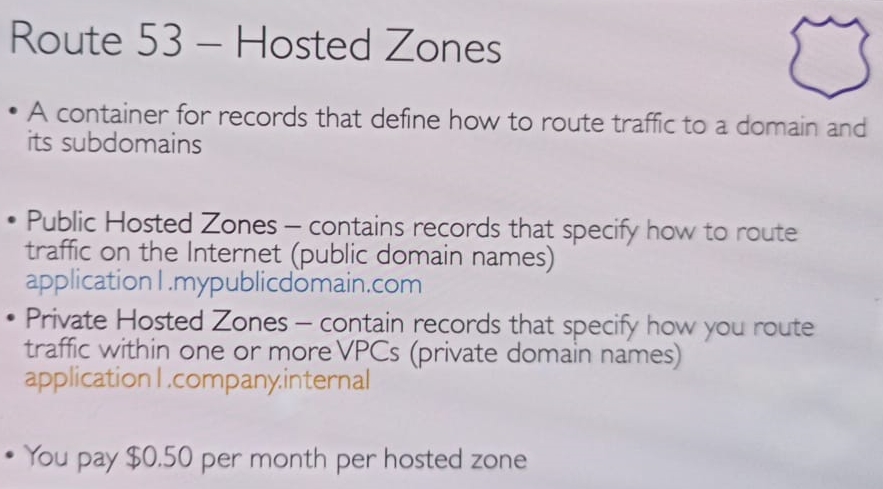 Route 53 – Hosted Zones
• A container for records that define how to route traffic to a domain and
its subdomains
• Public Hosted Zones – contains records that specify how to route
traffic on the Internet (public domain names)
application1.mypublicdomain.com
• Private Hosted Zones – contain records that specify how you route
traffic within one or more VPCs (private domain names)
application1.company.internal
• You pay $0.50 per month per hosted zone